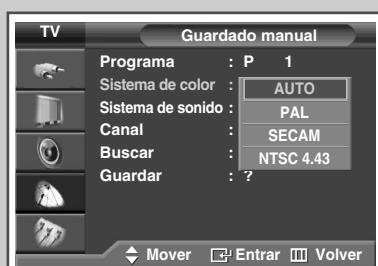 TV
Guardado manual
Programa : P 1
Sistema de color : AUTO
PAL
Sistema de sonido :
SECAM
Canal :
Buscar : NTSC 4.43
Guardar : ?
Mover Entrar Volver